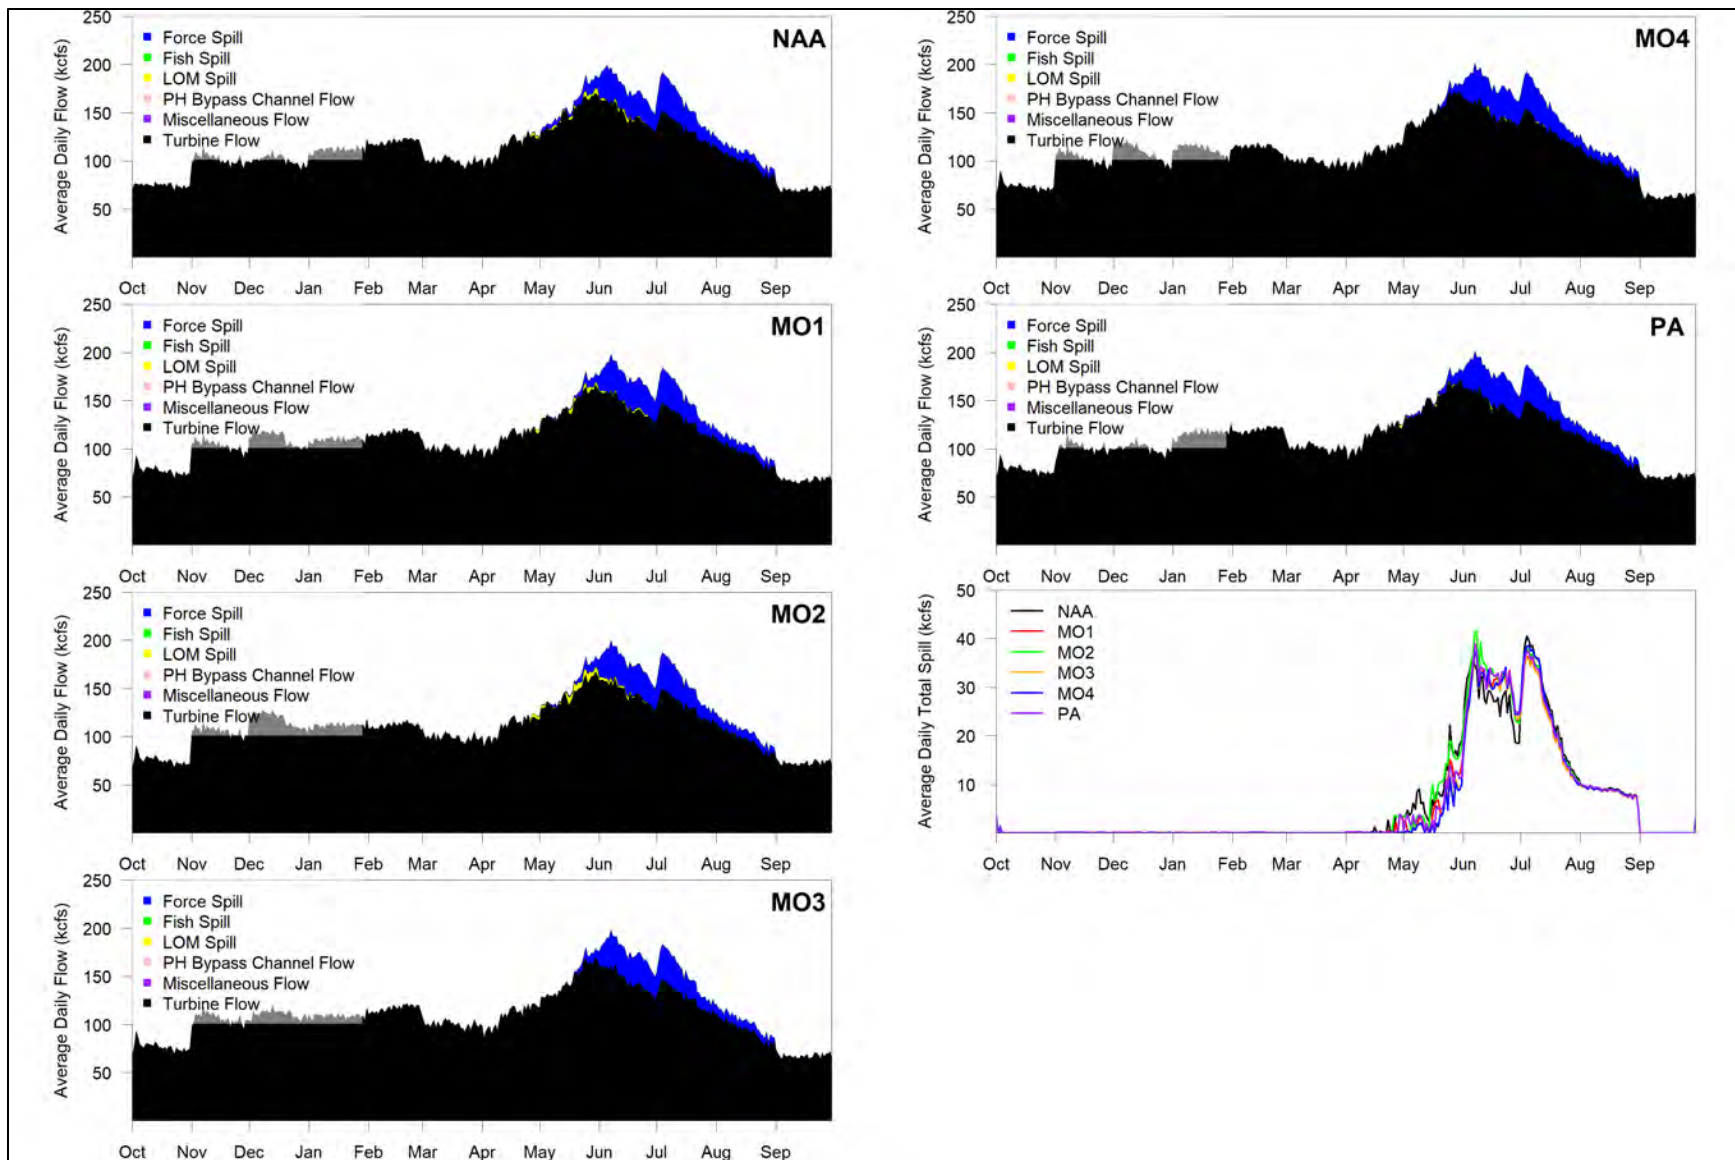 250
200
150
100
50
Average Daily Flow (kcfs)
Force Spill
Fish Spill
LOM Spill
PH Bypass Channel Flow
Miscellaneous Flow
Turbine Flow
NAA
Oct Nov Dec Jan Feb Mar Apr May Jun Jul Aug Sep
250
200
150
100
50
Average Daily Flow (kcfs)
Force Spill
Fish Spill
LOM Spill
PH Bypass Channel Flow
Miscellaneous Flow
Turbine Flow
MO1
Oct Nov Dec Jan Feb Mar Apr May Jun Jul Aug Sep
250
200
150
100
50
Average Daily Flow (kcfs)
Force Spill
Fish Spill
LOM Spill
PH Bypass Channel Flow
Miscellaneous Flow
Turbine Flow
MO2
Oct Nov Dec Jan Feb Mar Apr May Jun Jul Aug Sep
250
200
150
100
50
Average Daily Flow (kcfs)
Force Spill
Fish Spill
LOM Spill
PH Bypass Channel Flow
Miscellaneous Flow
Turbine Flow
MO3
Oct Nov Dec Jan Feb Mar Apr May Jun Jul Aug Sep
250
200
150
100
50
Average Daily Flow (kcfs)
Force Spill
Fish Spill
LOM Spill
PH Bypass Channel Flow
Miscellaneous Flow
Turbine Flow
MO4
Oct Nov Dec Jan Feb Mar Apr May Jun Jul Aug Sep
250
200
150
100
50
Average Daily Flow (kcfs)
Force Spill
Fish Spill
LOM Spill
PH Bypass Channel Flow
Miscellaneous Flow
Turbine Flow
PA
Oct Nov Dec Jan Feb Mar Apr May Jun Jul Aug Sep
50
40
30
20
10
Average Daily Total Spill (kcfs)
NAA
MO1
MO2
MO3
MO4
PA
Oct Nov Dec Jan Feb Mar Apr May Jun Jul Aug Sep